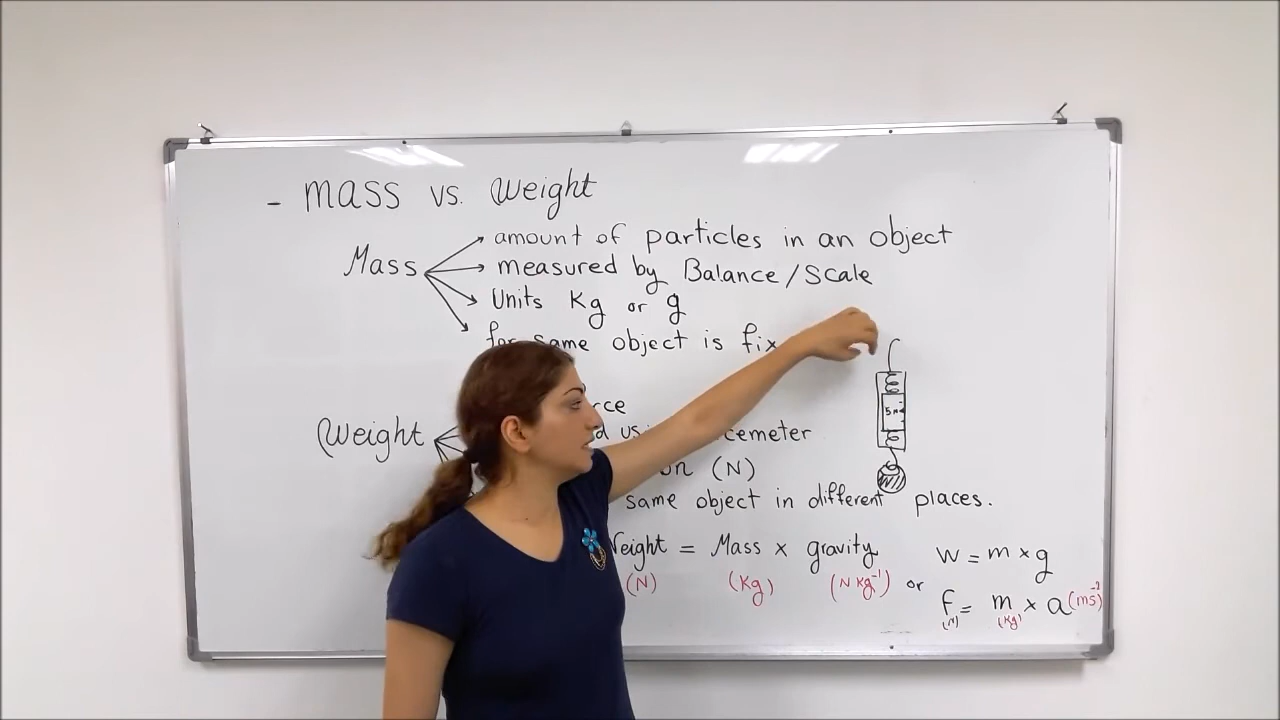 - Mass vs. Weight
Mass
amount of particles in an object
measured by Balance/Scale
Units Kg or g
for same object is fix
Weight
(N)
same object in different places.
5N
Weight = Mass x gravity
(N) (Kg) (N Kg⁻¹)
or
W = m x g
f = m x a (ms⁻²)
(N) (Kg)